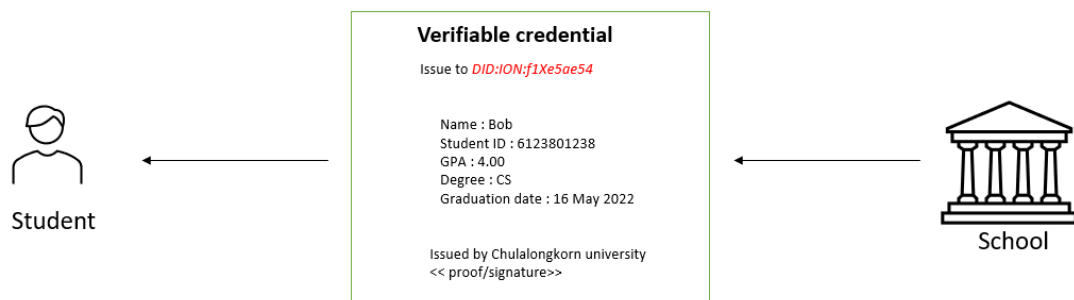 Verifiable credential
Issue to DID:ION:f1Xe5ae54
Name : Bob
Student ID : 6123801238
GPA : 4.00
Degree : CS
Graduation date : 16 May 2022
Issued by Chulalongkorn university
<< proof/signature>>
Student
School